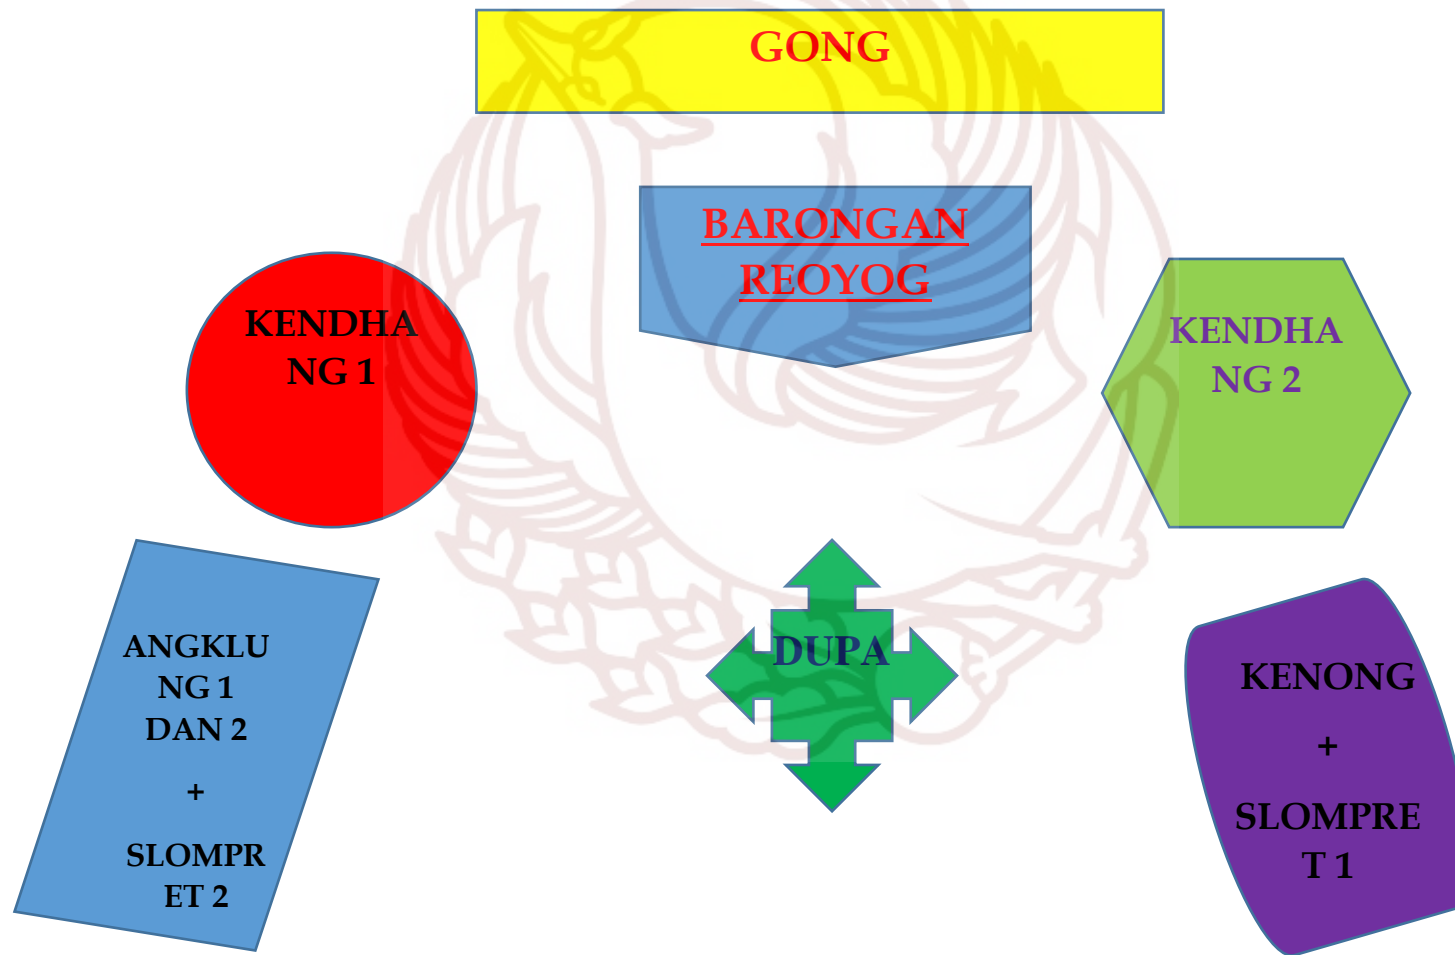 GONG
BARONGAN
REOYOG
KENDHA
NG 1
KENDHA
NG 2
ANGKLU
NG 1
DAN 2
+
SLOMPR
ET 2
DUPA
KENONG
+
SLOMPRE
T 1